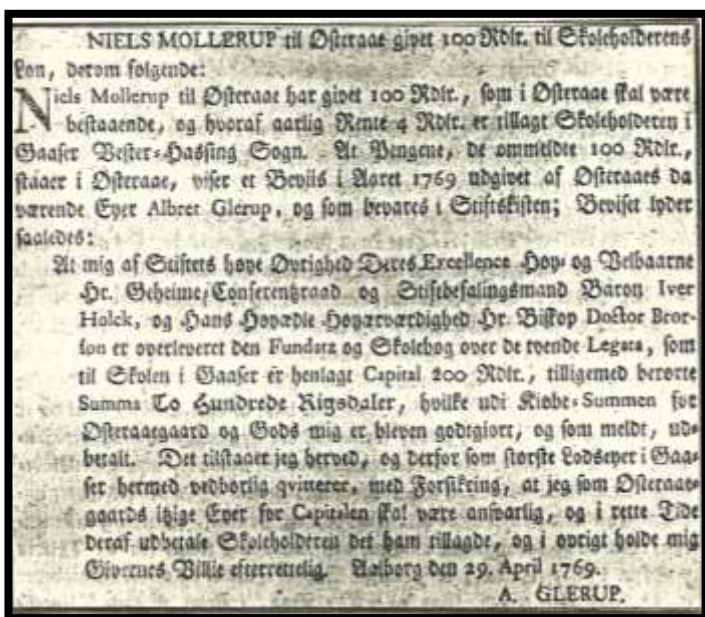 NIELS MOLLERUP til Østeraae givet 100 Rdlr. til Skoleholderens
Løn, derom følgende:
Niels Mollerup til Østeraae har givet 100 Rdlr., som i Østeraae skal være
bestaaende, og hvoraf aarlig Rente 4 Rdlr. er tillagt Skoleholderen i
Gaaser Vester-Hassing Sogn. At Pengene, de ommeldte 100 Rdlr.,
staaer i Østeraae, viser et Beviis i Aaret 1769 udgivet af Østeraaes da
værende Eyer Albret Glerup, og som bevares i Stiftskisten; Beviset lyder
saaledes:
At mig af Stiftets høye Øvrighed Deres Excellence Høy- og Velbaarne
Hr. Geheime-Conferentzraad og Stiftbefalingsmand Baron Iver
Holck, og Hans Høyædle Høyærværdighed Hr. Biskop Doctor Bror-
son er overleveret den Fundatz og Skolebog over de tvende Legata, som
til Skolen i Gaaser er henlagt Capital 200 Rdlr., tilligemed berørte
Summa To Hundrede Rigsdaler, hvilke udi Kiøbe-Summen for
Østeraaegaard og Gods mig er bleven godtgiort, og som meldt, ud-
betalt. Det tilstaaer jeg herved, og derfor som største Lodseyer i Gaa-
ser hermed vedbørlig qvitterer, med Forsikring, at jeg som Østeraae-
gaards itzige Eyer for Capitalen skal være ansvarlig, og i rette Tide
deraf udbetale Skoleholderen det ham tillagde, og i øvrigt holde mig
Givernes Villie efterrettelig. Aalborg den 29. April 1769.
A. GLERUP.